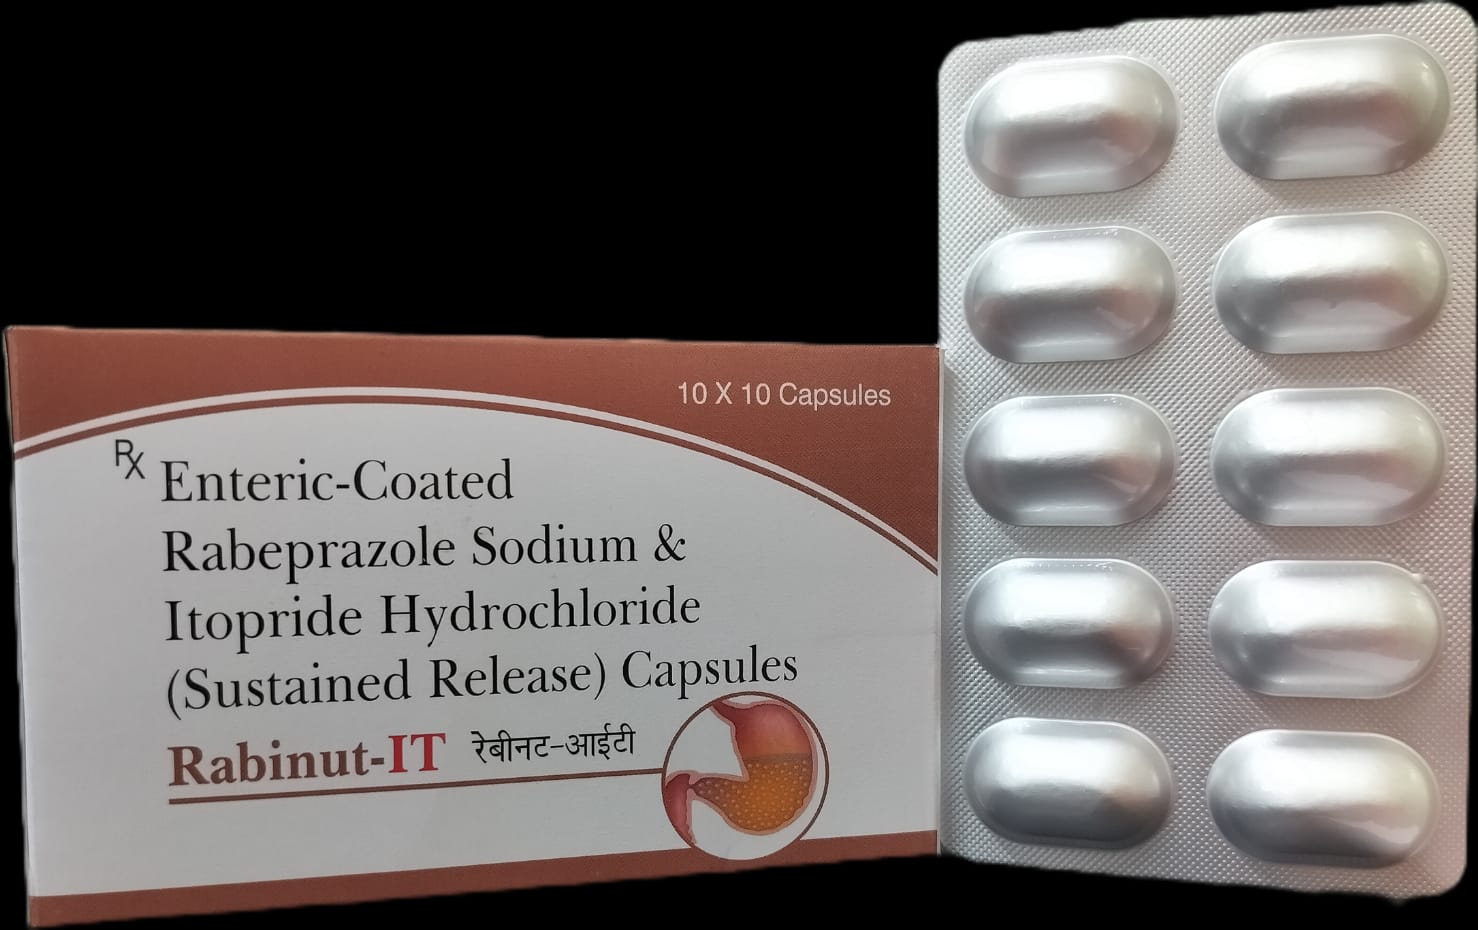 10 X 10 Capsules
Rx Enteric-Coated
Rabeprazole Sodium &
Itopride Hydrochloride
(Sustained Release) Capsules
Rabinut-IT रेबीनट-आईटी